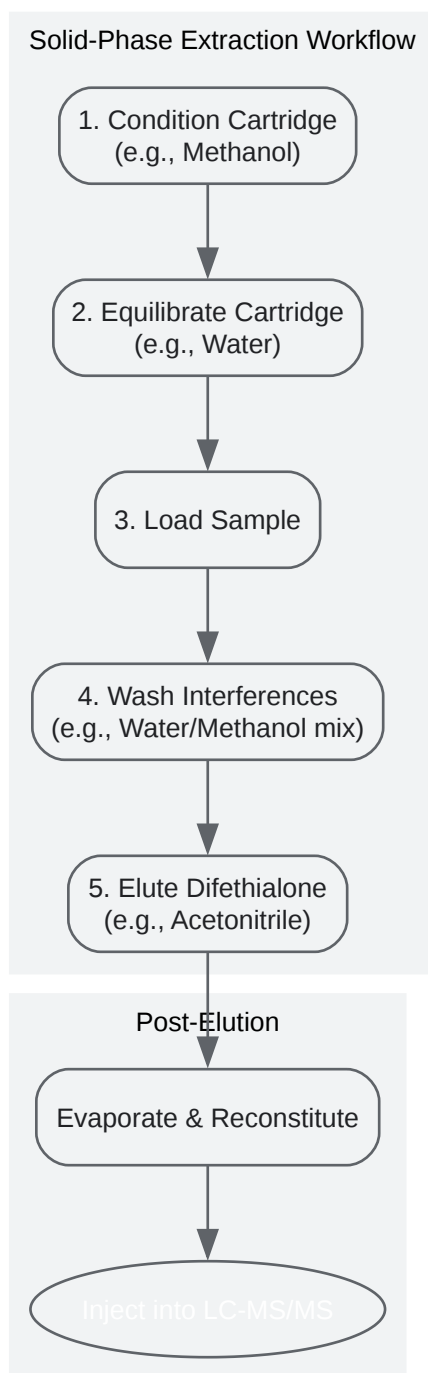 Solid-Phase Extraction Workflow
1. Condition Cartridge
(e.g., Methanol)
2. Equilibrate Cartridge
(e.g., Water)
3. Load Sample
4. Wash Interferences
(e.g., Water/Methanol mix)
5. Elute Difethialone
(e.g., Acetonitrile)
Post-Elution
Evaporate & Reconstitute
Inject into LC-MS/MS